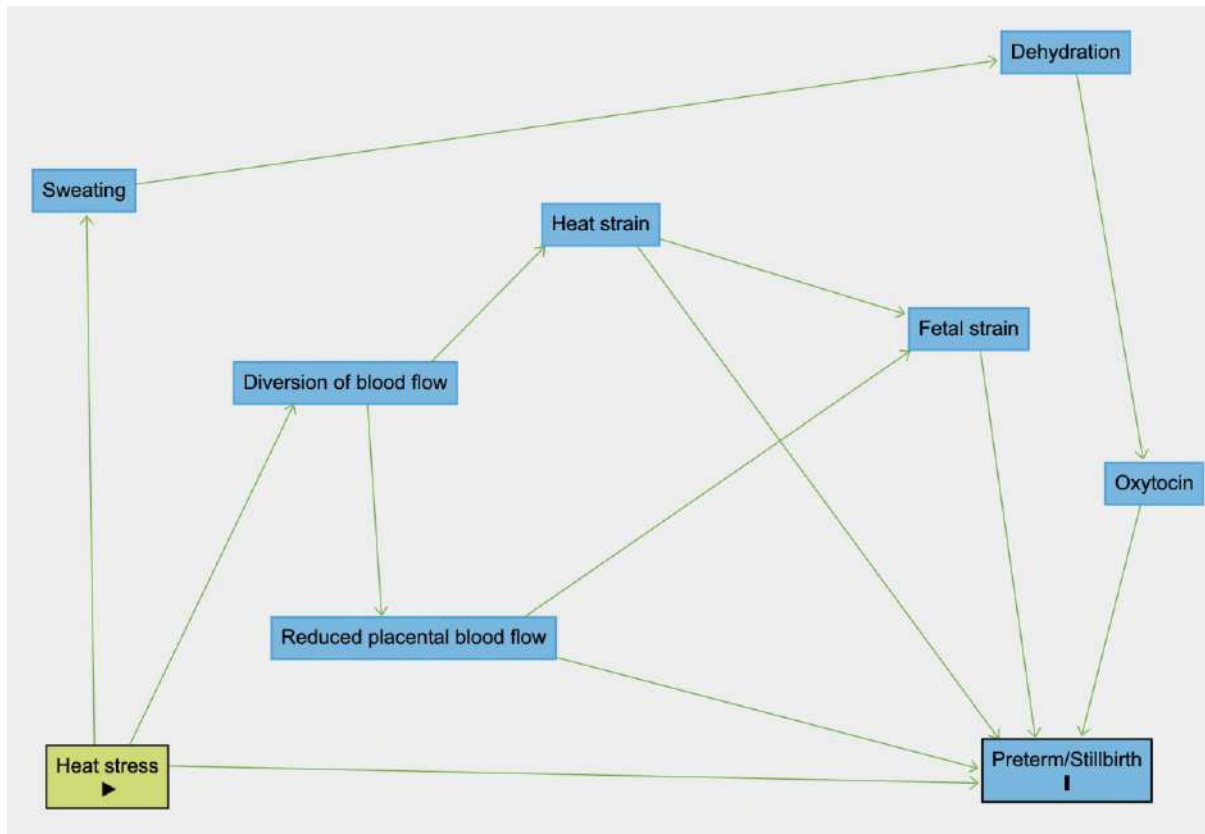 Dehydration
Sweating
Heat strain
Fetal strain
Diversion of blood flow
Oxytocin
Reduced placental blood flow
Heat stress
Preterm/Stillbirth